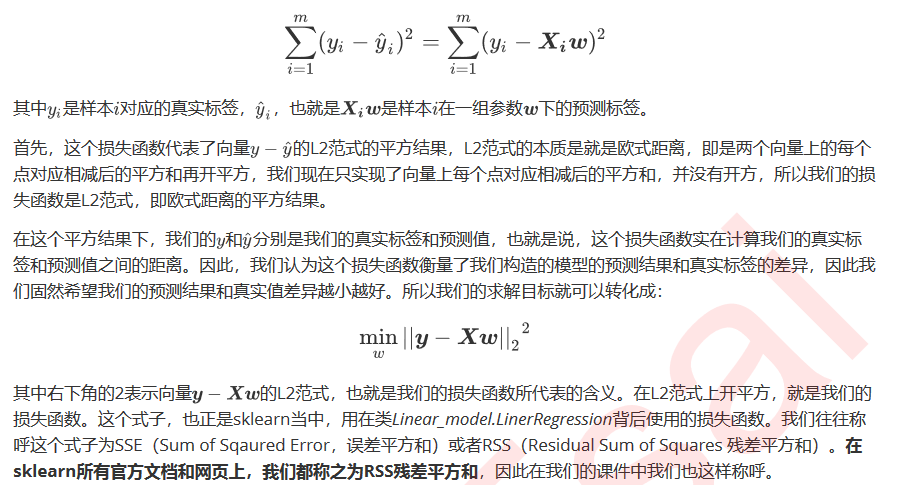 \sum_{i=1}^{m}(y_i - \hat{y}_i)^2 = \sum_{i=1}^{m}(y_i - \boldsymbol{X_i w})^2
其中y_i是样本i对应的真实标签，ŷ_i，也就是X_iw是样本i在一组参数w下的预测标签。
首先，这个损失函数代表了向量y − ŷ的L2范式的平方结果，L2范式的本质是就是欧式距离，即是两个向量上的每个
点对应相减后的平方和再开平方，我们现在只实现了向量上每个点对应相减后的平方和，并没有开方，所以我们的损
失函数是L2范式，即欧式距离的平方结果。
在这个平方结果下，我们的y和ŷ分别是我们的真实标签和预测值，也就是说，这个损失函数实在计算我们的真实标
签和预测值之间的距离。因此，我们认为这个损失函数衡量了我们构造的模型的预测结果和真实标签的差异，因此我
们固然希望我们的预测结果和真实值差异越小越好。所以我们的求解目标就可以转化成：
\min_{w} ||\boldsymbol{y} - \boldsymbol{Xw}||_2{}^2
其中右下角的2表示向量y − Xw的L2范式，也就是我们的损失函数所代表的含义。在L2范式上开平方，就是我们的
损失函数。这个式子，也正是sklearn当中，用在类Linear_model.LinerRegression背后使用的损失函数。我们往往称
呼这个式子为SSE（Sum of Sqaured Error，误差平方和）或者RSS（Residual Sum of Squares 残差平方和）。在
sklearn所有官方文档和网页上，我们都称之为RSS残差平方和，因此在我们的课件中我们也这样称呼。